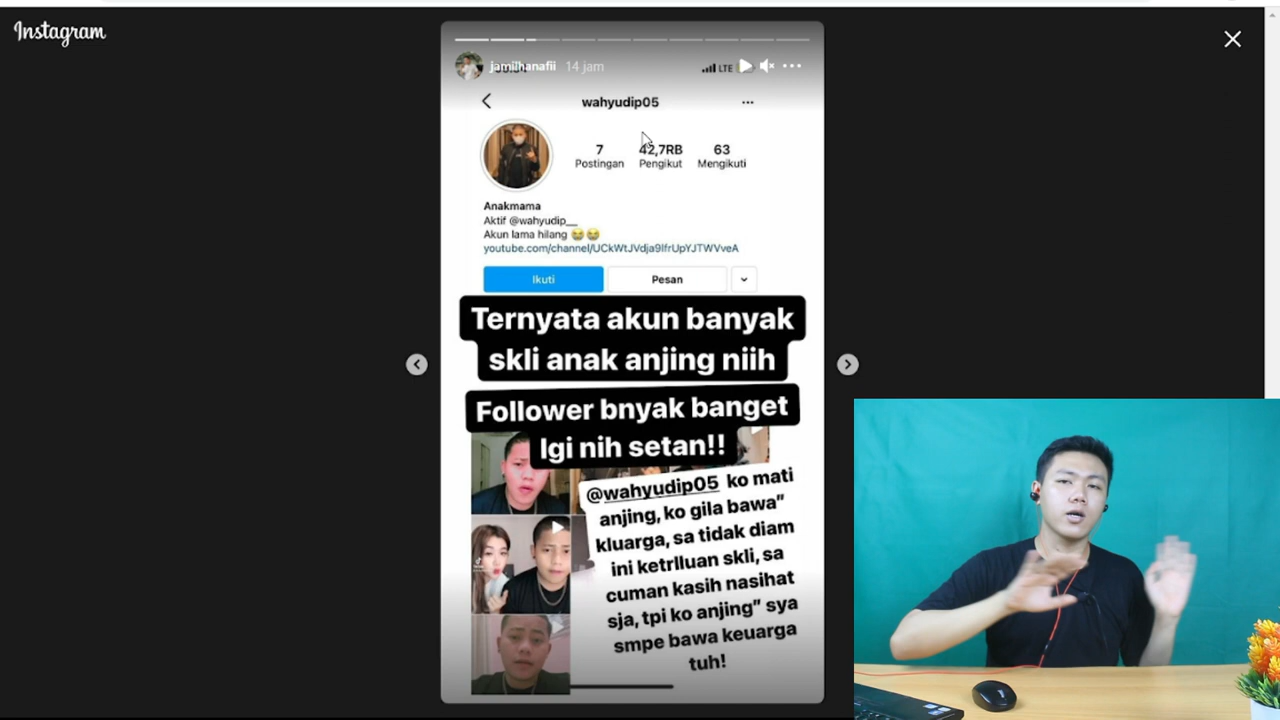 Instagram
jamilhanafii 14 jam
LTE
wahyudip05
7 42,7RB 63
Postingan Pengikut Mengikuti
Anakmama
Aktif @wahyudip__
Akun lama hilang 😭😭
youtube.com/channel/UCkWtJVdja9IfrUpYJTWVveA
Ikuti Pesan
Ternyata akun banyak
skli anak anjing niih
Follower bnyak banget
lgi nih setan!!
@wahyudip05 ko mati
anjing, ko gila bawa"
kluarga, sa tidak diam
ini ketrlluan skli, sa
cuman kasih nasihat
sja, tpi ko anjing" sya
smpe bawa keuarga
tuh!